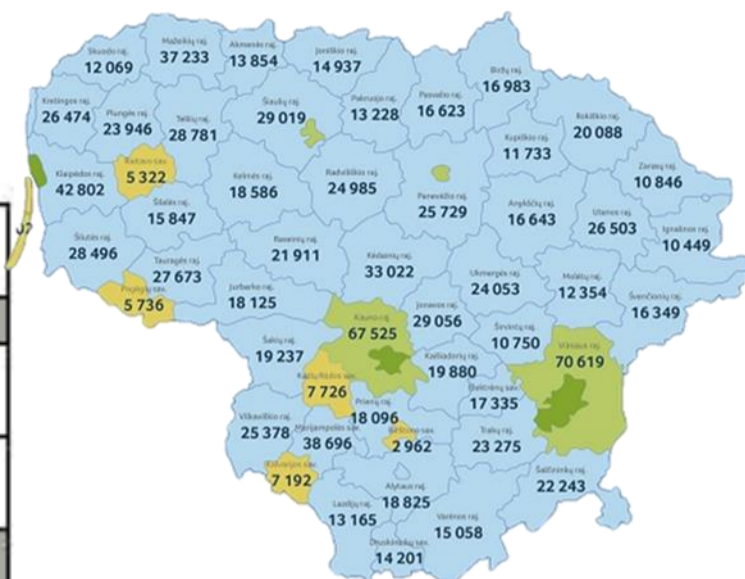 Skuodo raj.
12 069
Mažeikių raj.
37 233
Akmenės raj.
13 854
Joniškio raj.
14 937
Biržų raj.
16 983
Kretingos raj.
26 474
Plungės raj.
23 946
Telšių raj.
28 781
Šiaulių raj.
29 019
Pakruojo raj.
13 228
Pasvalio raj.
16 623
Rokiškio raj.
20 088
Kupiškio raj.
11 733
Klaipėdos raj.
42 802
Rietavo sav.
5 322
Kelmės raj.
18 586
Radviliškio raj.
24 985
Panevėžio raj.
25 729
Anykščių raj.
16 643
Zarasų raj.
10 846
Šilalės raj.
15 847
Utenos raj.
26 503
Ignalinos raj.
10 449
Šilutės raj.
28 496
Tauragės raj.
27 673
Raseinių raj.
21 911
Kėdainių raj.
33 022
Ukmergės raj.
24 053
Molėtų raj.
12 354
Pagėgių sav.
5 736
Jurbarko raj.
18 125
Švenčionių raj.
16 349
Kauno raj.
67 525
Jonavos raj.
29 056
Širvintų raj.
10 750
Vilniaus raj.
70 619
Šakių raj.
19 237
Kaišiadorių raj.
19 880
Kazlų Rūdos sav.
7 726
Elektrėnų sav.
17 335
Prienų raj.
18 096
Vilkaviškio raj.
25 378
Marijampolės sav.
38 696
Birštono sav.
2 962
Trakų raj.
23 275
Kalvarijos sav.
7 192
Šalčininkų raj.
22 243
Alytaus raj.
18 825
Lazdijų raj.
13 165
Varėnos raj.
15 058
Druskininkų sav.
14 201